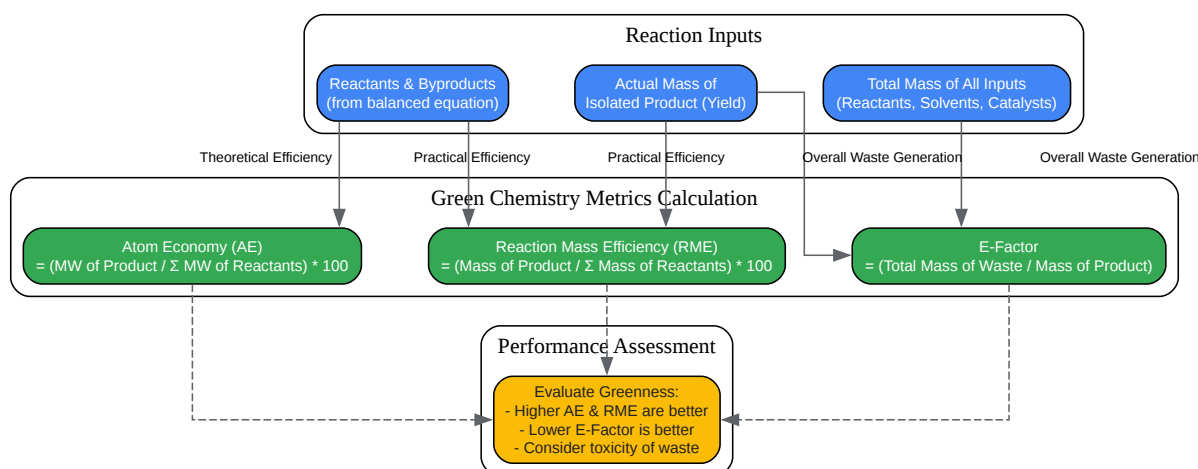 Reaction Inputs
Reactants & Byproducts
(from balanced equation)
Actual Mass of
Isolated Product (Yield)
Total Mass of All Inputs
(Reactants, Solvents, Catalysts)
Theoretical Efficiency
Practical Efficiency
Practical Efficiency
Overall Waste Generation
Overall Waste Generation
Green Chemistry Metrics Calculation
Atom Economy (AE)
= (MW of Product / Σ MW of Reactants) * 100
Reaction Mass Efficiency (RME)
= (Mass of Product / Σ Mass of Reactants) * 100
E-Factor
= (Total Mass of Waste / Mass of Product)
Performance Assessment
Evaluate Greenness:
- Higher AE & RME are better
- Lower E-Factor is better
- Consider toxicity of waste